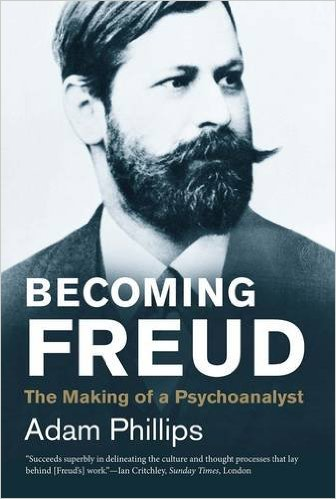 BECOMING
FREUD
The Making of a Psychoanalyst
Adam Phillips
"Succeeds superbly in delineating the culture and thought processes that lay
behind [Freud's] work."—Ian Critchley, Sunday Times, London